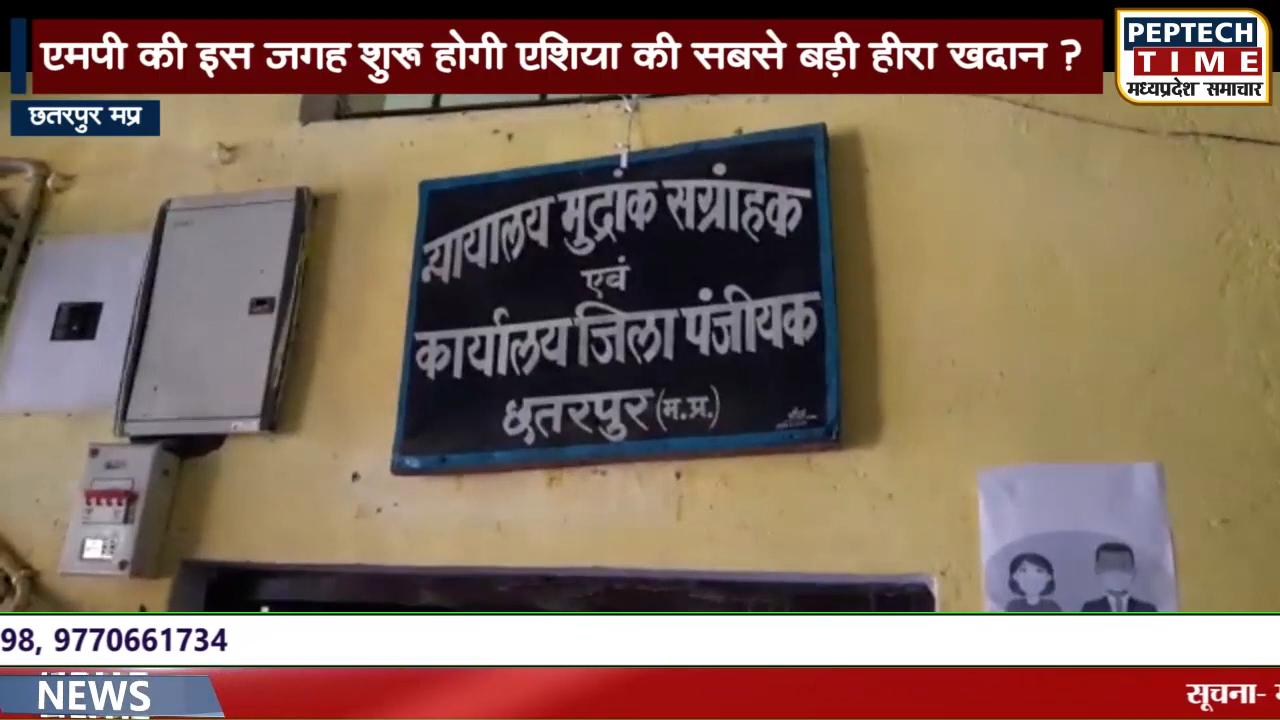 एमपी की इस जगह शुरू होगी एशिया की सबसे बड़ी हीरा खदान ?
PEPTECH
TIME
मध्यप्रदेश समाचार
छतरपुर मप्र
न्यायालय मुद्रांक सग्रांहक
एवं
कार्यालय जिला पंजीयक
छतरपुर (म.प्र.)
98, 9770661734
NEWS
सूचना-